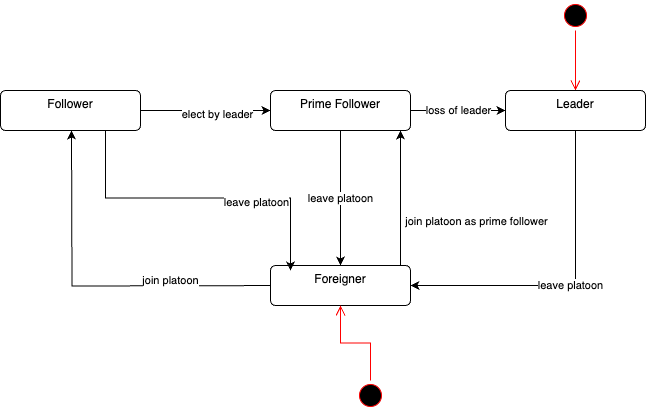 Follower
elect by leader
Prime Follower
loss of leader
Leader
leave platoon
leave platoon
join platoon as prime follower
join platoon
Foreigner
leave platoon